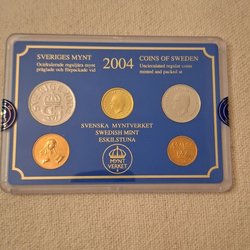 SVERIGES MYNT
Ocirkulerade reguljära mynt
präglade och förpackade vid
2004
COINS OF SWEDEN
Uncirculated regular coins
minted and packed at
SVENSKA MYNTVERKET
SWEDISH MINT
ESKILSTUNA
MYNT
VERKET